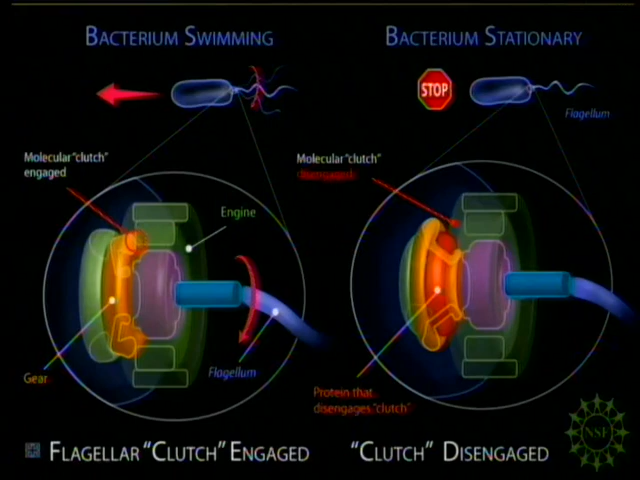 BACTERIUM SWIMMING
BACTERIUM STATIONARY
STOP
Flagellum
Molecular "clutch"
engaged
Molecular "clutch"
disengaged
Engine
Gear
Flagellum
Protein that
disengages "clutch"
FLAGELLAR "CLUTCH" ENGAGED
"CLUTCH" DISENGAGED
NSF